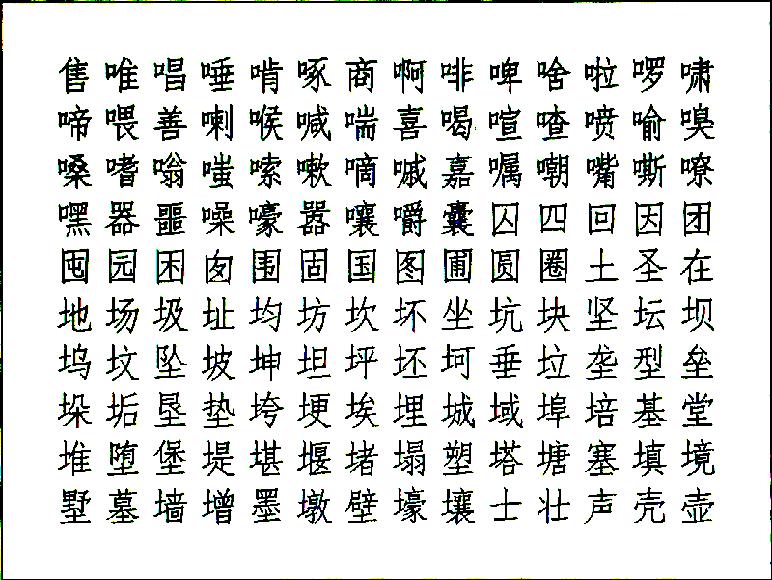 售唯唱唾啃啄商啊啡啤啥啦啰啸
啼喂善喇喉喊喘喜喝喧喳喷喻嗅
嗓嗜嗡嗤嗦嗽嘀嘁嘉嘱嘲嘴嘶嘹
嘿器噩噪嚎嚣嚷嚼囊囚四回因团
囤园困囱围固国图圃圆圈土圣在
地场圾址均坊坎坏坐坑块坚坛坝
坞坟坠坡坤坦坪坯坷垂垃垄型垒
垛垢垦垫垮埂埃埋城域埠培基堂
堆堕堡堤堪堰堵塌塑塔塘塞填境
墅墓墙增墨墩壁壕壤士壮声壳壶